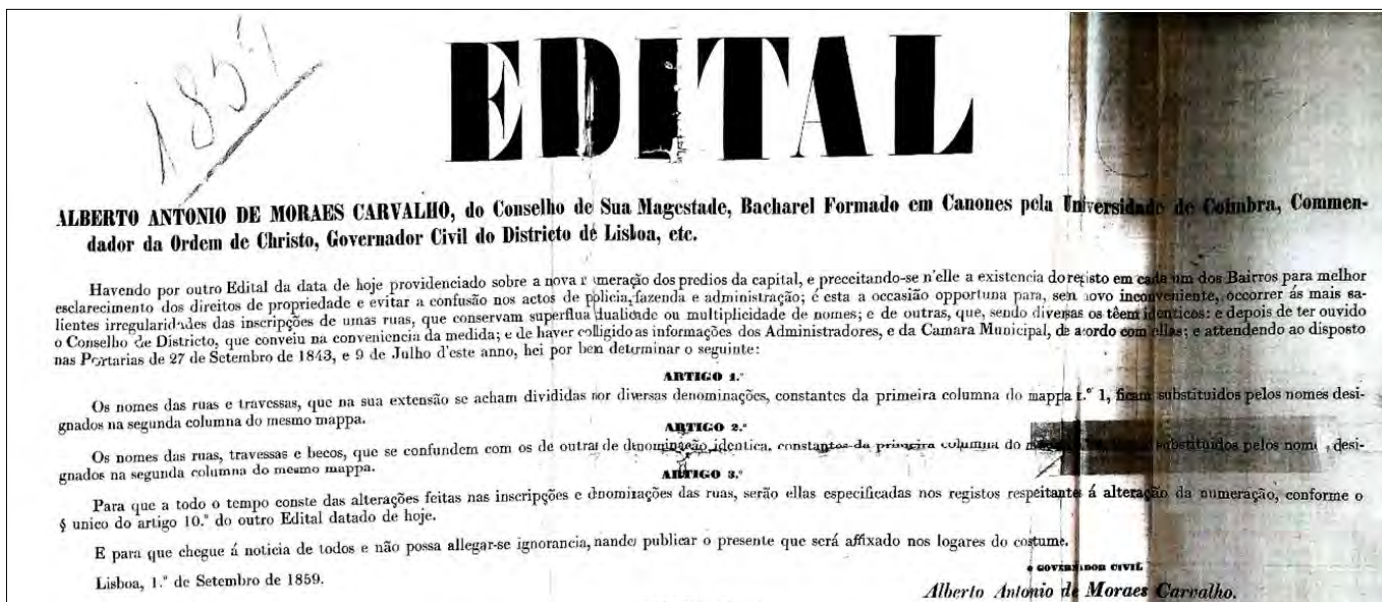 1859
EDITAL
ALBERTO ANTONIO DE MORAES CARVALHO, do Conselho de Sua Magestade, Bacharel Formado em Canones pela Universidade de Coimbra, Commen-
dador da Ordem de Christo, Governador Civil do Districto de Lisboa, etc.
Havendo por outro Edital da data de hoje providenciado sobre a nova numeração dos predios da capital, e preceitando-se n'elle a existencia do registo em cada um dos Bairros para melhor
esclarecimento dos direitos de propriedade e evitar a confusão nos actos de policia, fazenda e administração; é esta a occasião opportuna para, sem novo inconveniente, occorrer ás mais sa-
lientes irregularidades das inscripções de umas ruas, que conservam superflua dualidade ou multiplicidade de nomes; e de outras, que, sendo diversas os têem identicos: e depois de ter ouvido
o Conselho de Districto, que conveiu na conveniencia da medida; e de haver colligido as informações dos Administradores, e da Camara Municipal, de acordo com ellas; e attendendo ao disposto
nas Portarias de 27 de Setembro de 1843, e 9 de Julho d'este anno, hei por bem determinar o seguinte:
ARTIGO 1.º
Os nomes das ruas e travessas, que na sua extensão se acham divididas por diversas denominações, constantes da primeira columna do mappa n.º 1, ficam substituidos pelos nomes desi-
gnados na segunda columna do mesmo mappa.
ARTIGO 2.º
Os nomes das ruas, travessas e becos, que se confundem com os de outras de denominação identica, constantes da primeira columna do substituidos pelos nomes desi-
gnados na segunda columna do mesmo mappa.
ARTIGO 3.º
Para que a todo o tempo conste das alterações feitas nas inscripções e denominações das ruas, serão ellas especificadas nos registos respeitantes á alteração da numeração, conforme o
§ unico do artigo 10.º do outro Edital datado de hoje.
E para que chegue á noticia de todos e não possa allegar-se ignorancia, mandei publicar o presente que será affixado nos logares do costume.
Lisboa, 1.º de Setembro de 1859.
O GOVERNADOR CIVIL
Alberto Antonio de Moraes Carvalho.